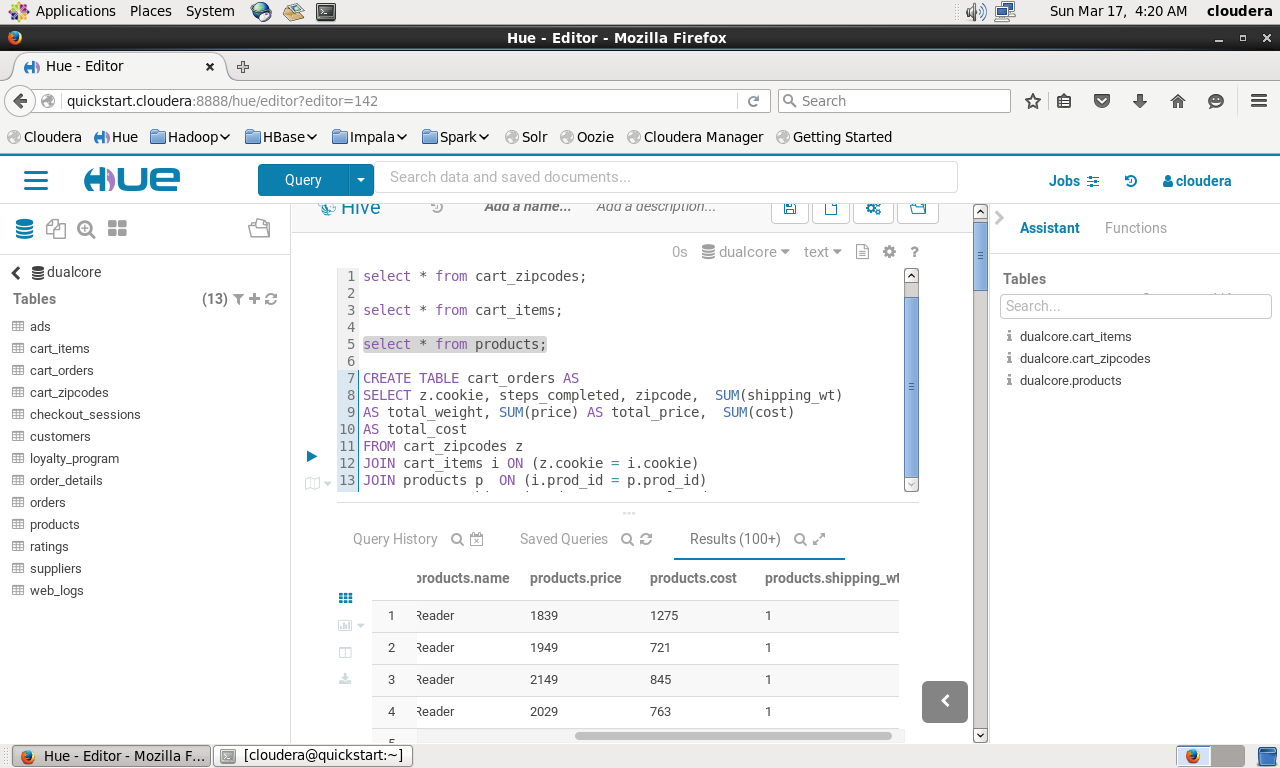 Applications Places System Sun Mar 17, 4:20 AM cloudera
Hue - Editor - Mozilla Firefox
Hue - Editor
quickstart.cloudera:8888/hue/editor?editor=142 Search
Cloudera Hue Hadoop HBase Impala Spark Solr Oozie Cloudera Manager Getting Started
HUE Query Search data and saved documents... Jobs cloudera
Hive Add a name... Add a description...
Assistant Functions
0s dualcore text ?
dualcore
Tables (13)
ads
cart_items
cart_orders
cart_zipcodes
checkout_sessions
customers
loyalty_program
order_details
orders
products
ratings
suppliers
web_logs
1 select * from cart_zipcodes;
2
3 select * from cart_items;
4
5 select * from products;
6
7 CREATE TABLE cart_orders AS
8 SELECT z.cookie, steps_completed, zipcode,  SUM(shipping_wt)
9 AS total_weight, SUM(price) AS total_price,  SUM(cost)
10 AS total_cost
11 FROM cart_zipcodes z
12 JOIN cart_items i ON (z.cookie = i.cookie)
13 JOIN products p  ON (i.prod_id = p.prod_id)
Query History Saved Queries Results (100+)
products.name products.price products.cost products.shipping_wt
1 Reader 1839 1275 1
2 Reader 1949 721 1
3 Reader 2149 845 1
4 Reader 2029 763 1
5
Tables
Search...
dualcore.cart_items
dualcore.cart_zipcodes
dualcore.products
Hue - Editor - Mozilla F... [cloudera@quickstart:~]